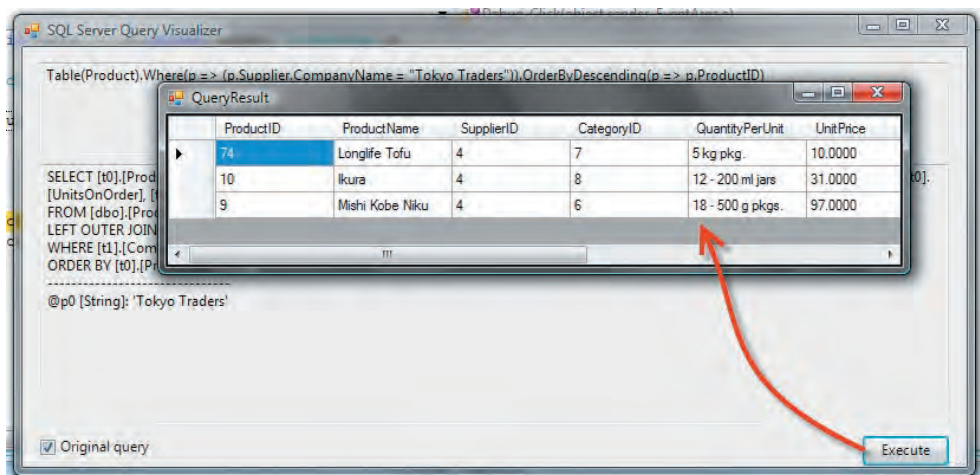 SQL Server Query Visualizer
Table(Product).Where(p => (p.Supplier.CompanyName = "Tokyo Traders")).OrderByDescending(p => p.ProductID)
QueryResult
ProductID ProductName SupplierID CategoryID QuantityPerUnit UnitPrice
74 Longlife Tofu 4 7 5 kg pkg. 10.0000
10 Ikura 4 8 12 - 200 ml jars 31.0000
9 Mishi Kobe Niku 4 6 18 - 500 g pkgs. 97.0000
SELECT [t0].[Prod
[UnitsOnOrder], [t
FROM [dbo].[Proc
LEFT OUTER JOIN
WHERE [t1].[Com
ORDER BY [t0].[Pr
--------------------------------
@p0 [String]: 'Tokyo Traders'
Original query
Execute